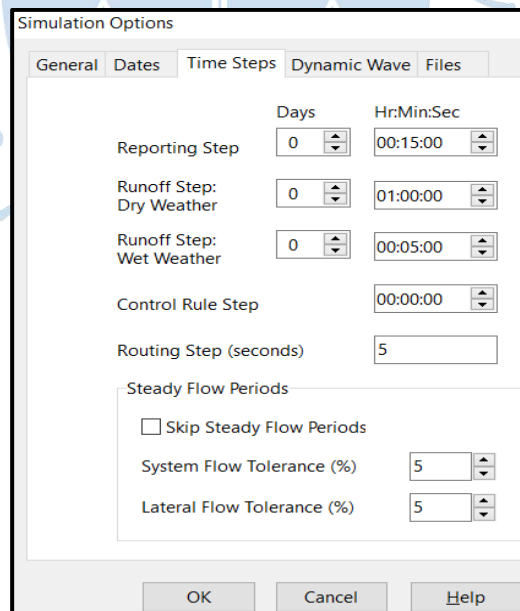 Simulation Options
General Dates Time Steps Dynamic Wave Files
Days Hr:Min:Sec
Reporting Step 0 00:15:00
Runoff Step:
Dry Weather 0 01:00:00
Runoff Step:
Wet Weather 0 00:05:00
Control Rule Step 00:00:00
Routing Step (seconds) 5
Steady Flow Periods
Skip Steady Flow Periods
System Flow Tolerance (%) 5
Lateral Flow Tolerance (%) 5
OK Cancel Help